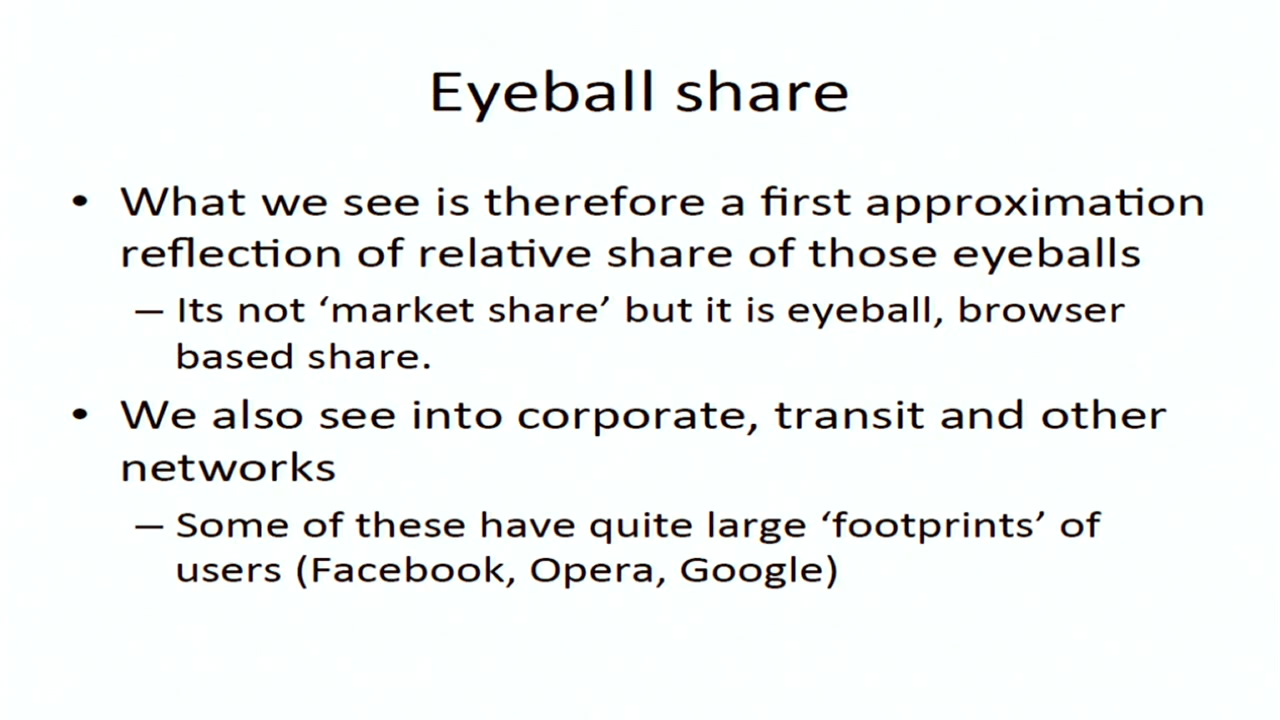 Eyeball share
• What we see is therefore a first approximation
reflection of relative share of those eyeballs
– Its not ‘market share’ but it is eyeball, browser
based share.
• We also see into corporate, transit and other
networks
– Some of these have quite large ‘footprints’ of
users (Facebook, Opera, Google)